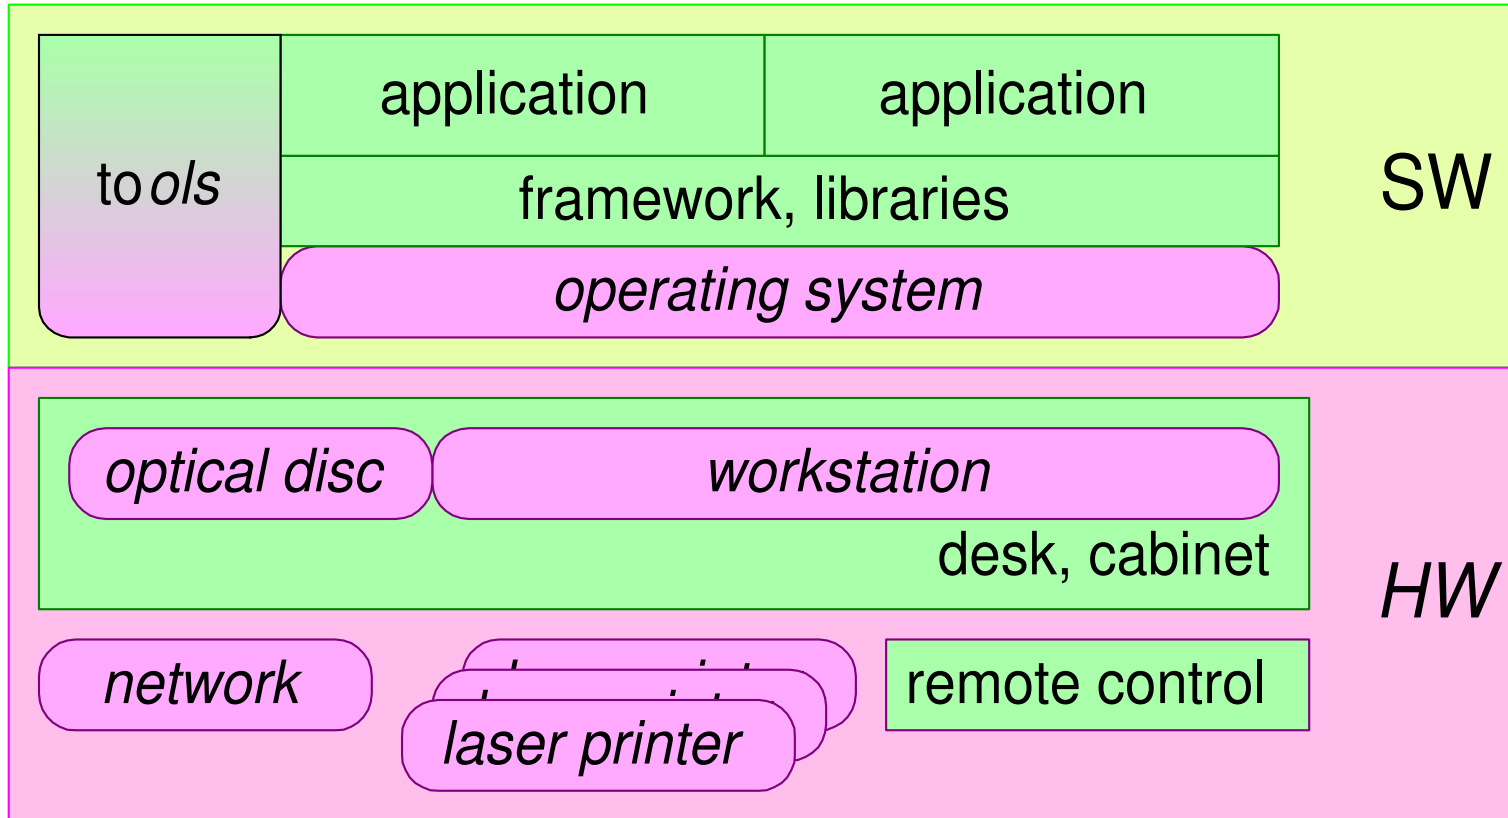 application
application
tools
framework, libraries
SW
operating system
optical disc
workstation
desk, cabinet
HW
network
remote control
laser printer